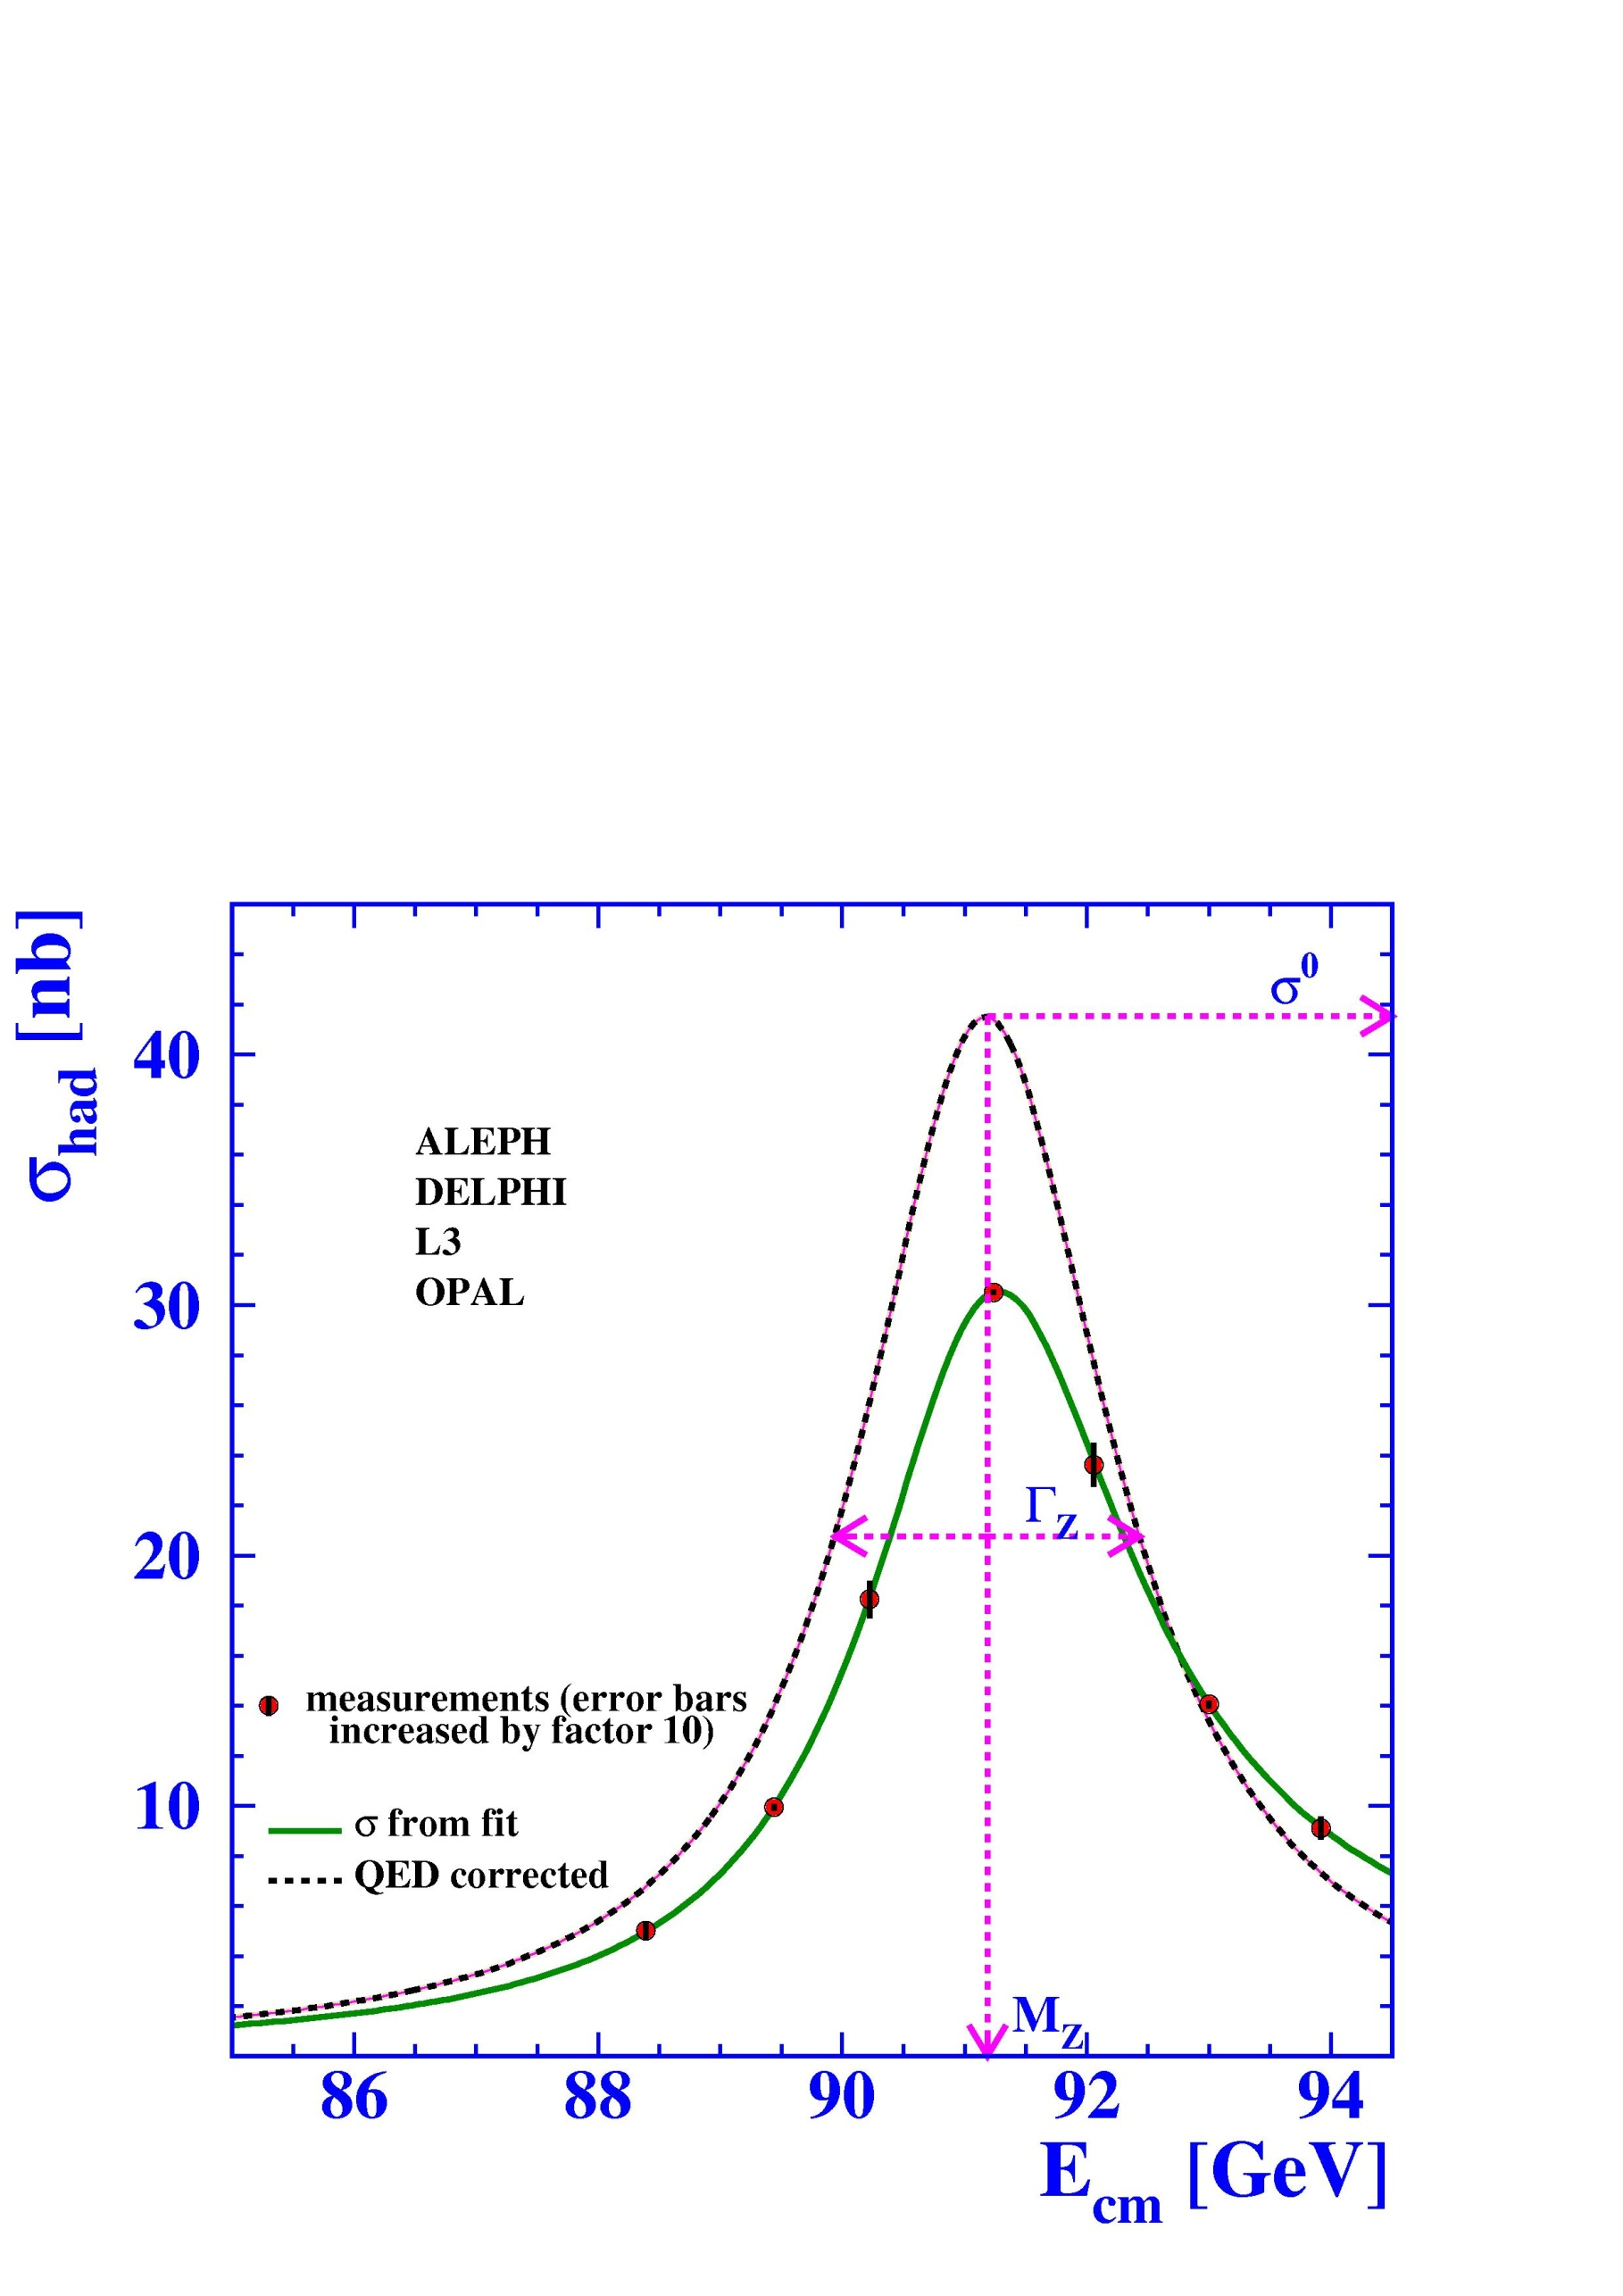 σhad [nb]
40
30
20
10
σ0
ALEPH
DELPHI
L3
OPAL
ΓZ
measurements (error bars
increased by factor 10)
σ from fit
QED corrected
MZ
86 88 90 92 94
Ecm [GeV]